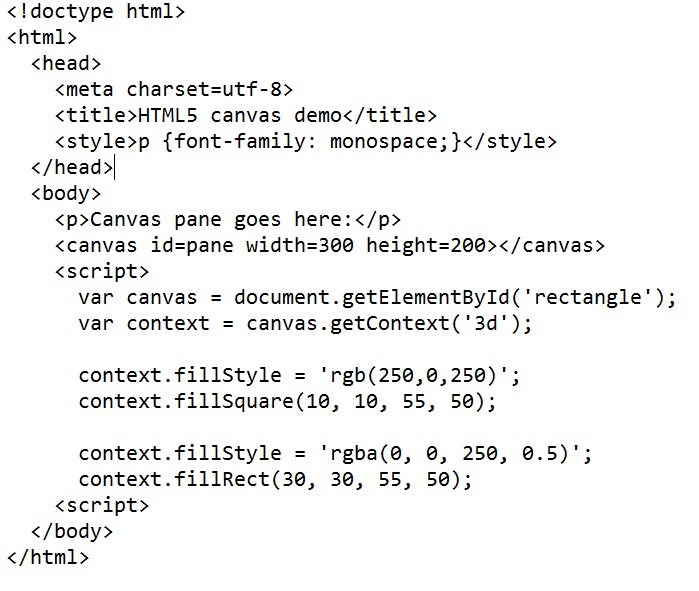 <!doctype html>
<html>
  <head>
    <meta charset=utf-8>
    <title>HTML5 canvas demo</title>
    <style>p {font-family: monospace;}</style>
  </head>
  <body>
    <p>Canvas pane goes here:</p>
    <canvas id=pane width=300 height=200></canvas>
    <script>
      var canvas = document.getElementById('rectangle');
      var context = canvas.getContext('3d');

      context.fillStyle = 'rgb(250,0,250)';
      context.fillSquare(10, 10, 55, 50);

      context.fillStyle = 'rgba(0, 0, 250, 0.5)';
      context.fillRect(30, 30, 55, 50);
    <script>
  </body>
</html>